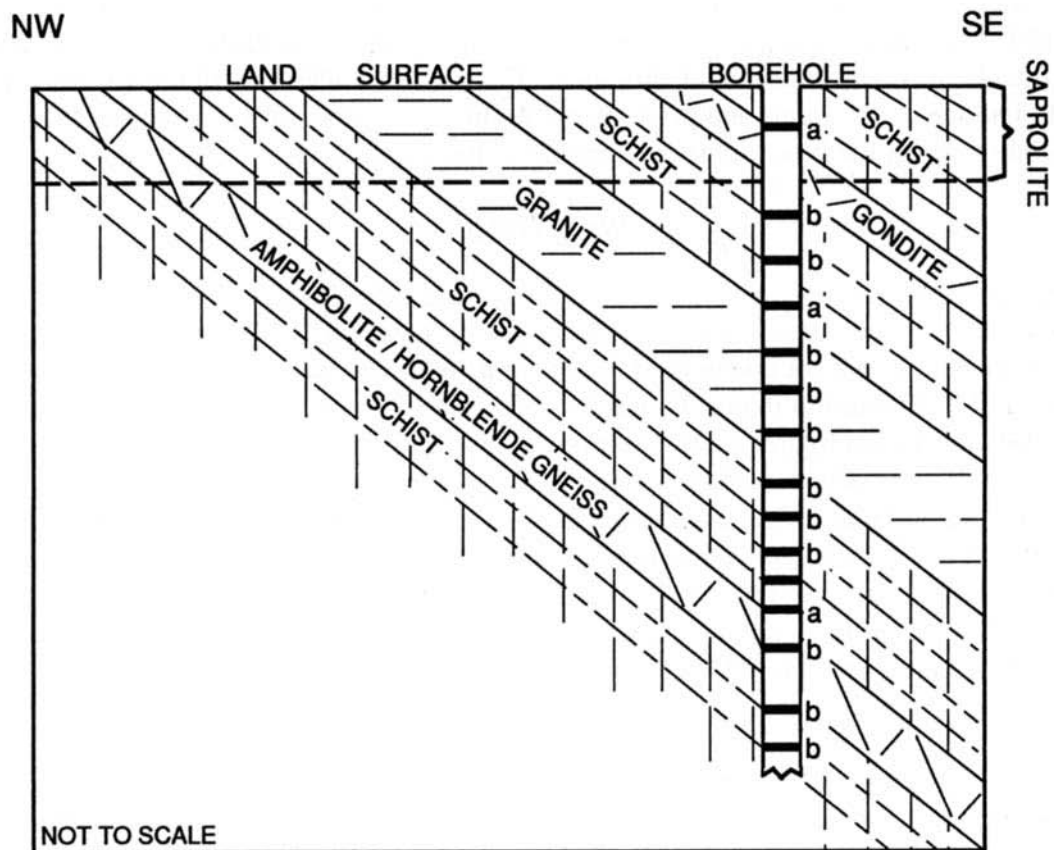 NW
SE
LAND SURFACE
BOREHOLE
SAPROLITE
SCHIST
a
SCHIST
GRANITE
GONDITE
b
b
a
AMPHIBOLITE / HORNBLENDE GNEISS
SCHIST
SCHIST
b
b
b
b
b
b
a
b
b
b
NOT TO SCALE